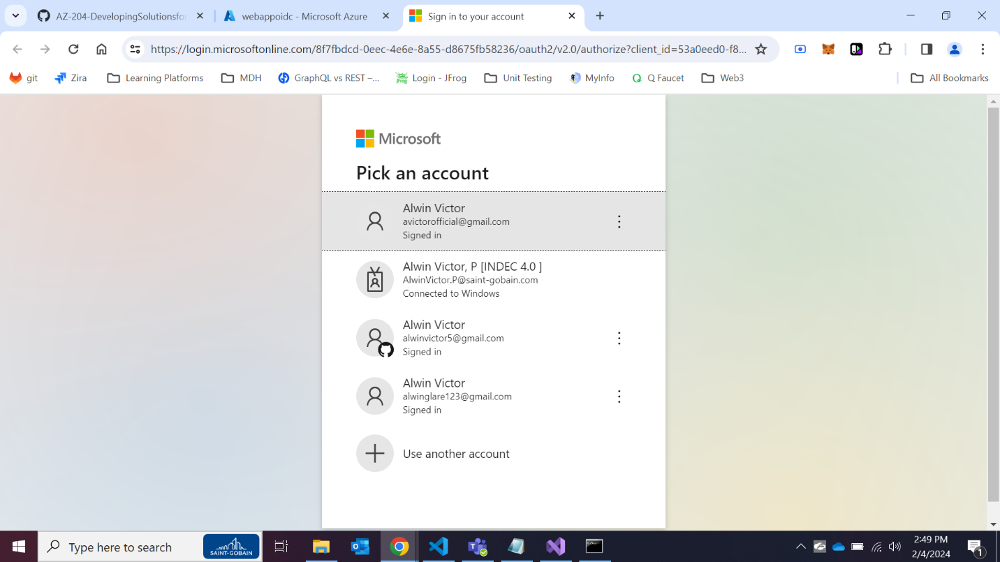 AZ-204-DevelopingSolutionsfo
webappoidc - Microsoft Azure
Sign in to your account
https://login.microsoftonline.com/8f7fbdcd-0eec-4e6e-8a55-d8675fb58236/oauth2/v2.0/authorize?client_id=53a0eed0-f8...
git
Zira
Learning Platforms
MDH
GraphQL vs REST –...
Login - JFrog
Unit Testing
MyInfo
Q Faucet
Web3
All Bookmarks
Microsoft
Pick an account
Alwin Victor
avictorofficial@gmail.com
Signed in
Alwin Victor, P [INDEC 4.0 ]
AlwinVictor.P@saint-gobain.com
Connected to Windows
Alwin Victor
alwinvictor5@gmail.com
Signed in
Alwin Victor
alwinglare123@gmail.com
Signed in
Use another account
Type here to search
SAINT-GOBAIN
2:49 PM
2/4/2024
1